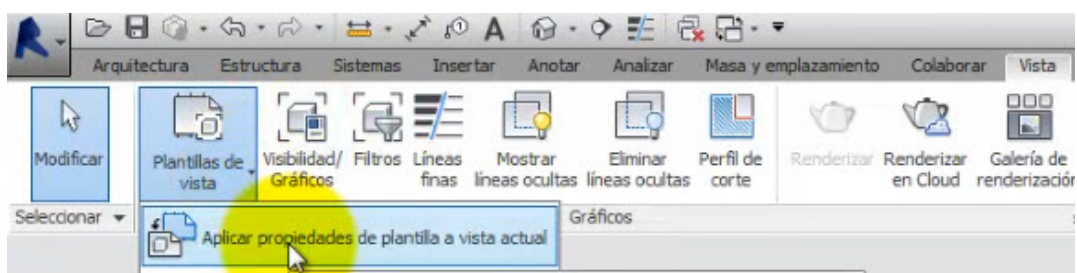 Arquitectura Estructura Sistemas Insertar Anotar Analizar Masa y emplazamiento Colaborar Vista
Modificar
Plantillas de
vista
Visibilidad/
Gráficos
Filtros
Líneas
finas
Mostrar
líneas ocultas
Eliminar
líneas ocultas
Perfil de
corte
Renderizar
Renderizar
en Cloud
Galería de
renderización
Seleccionar
Gráficos
Aplicar propiedades de plantilla a vista actual